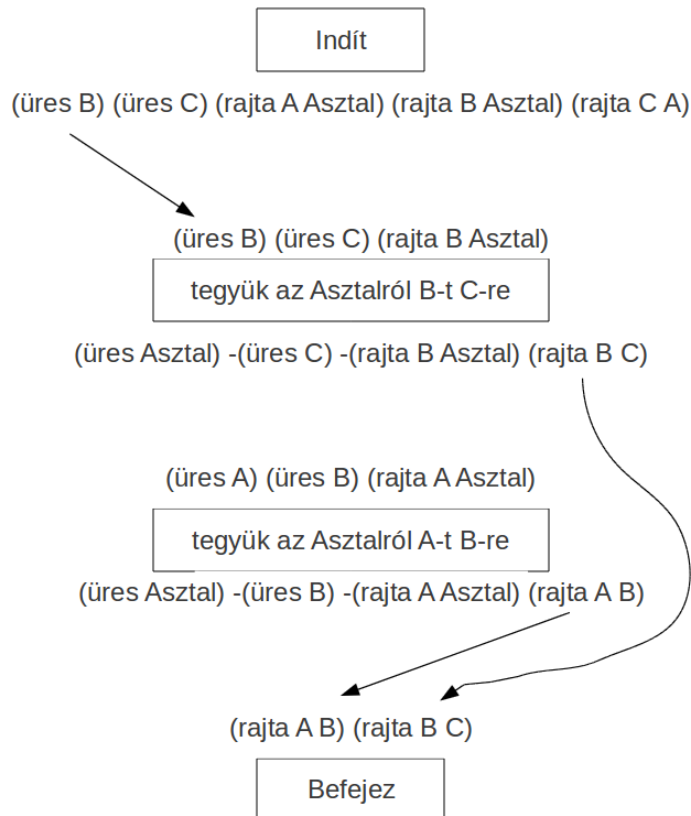 Indít
(üres B) (üres C) (rajta A Asztal) (rajta B Asztal) (rajta C A)
(üres B) (üres C) (rajta B Asztal)
tegyük az Asztalról B-t C-re
(üres Asztal) -(üres C) -(rajta B Asztal) (rajta B C)
(üres A) (üres B) (rajta A Asztal)
tegyük az Asztalról A-t B-re
(üres Asztal) -(üres B) -(rajta A Asztal) (rajta A B)
(rajta A B) (rajta B C)
Befejez